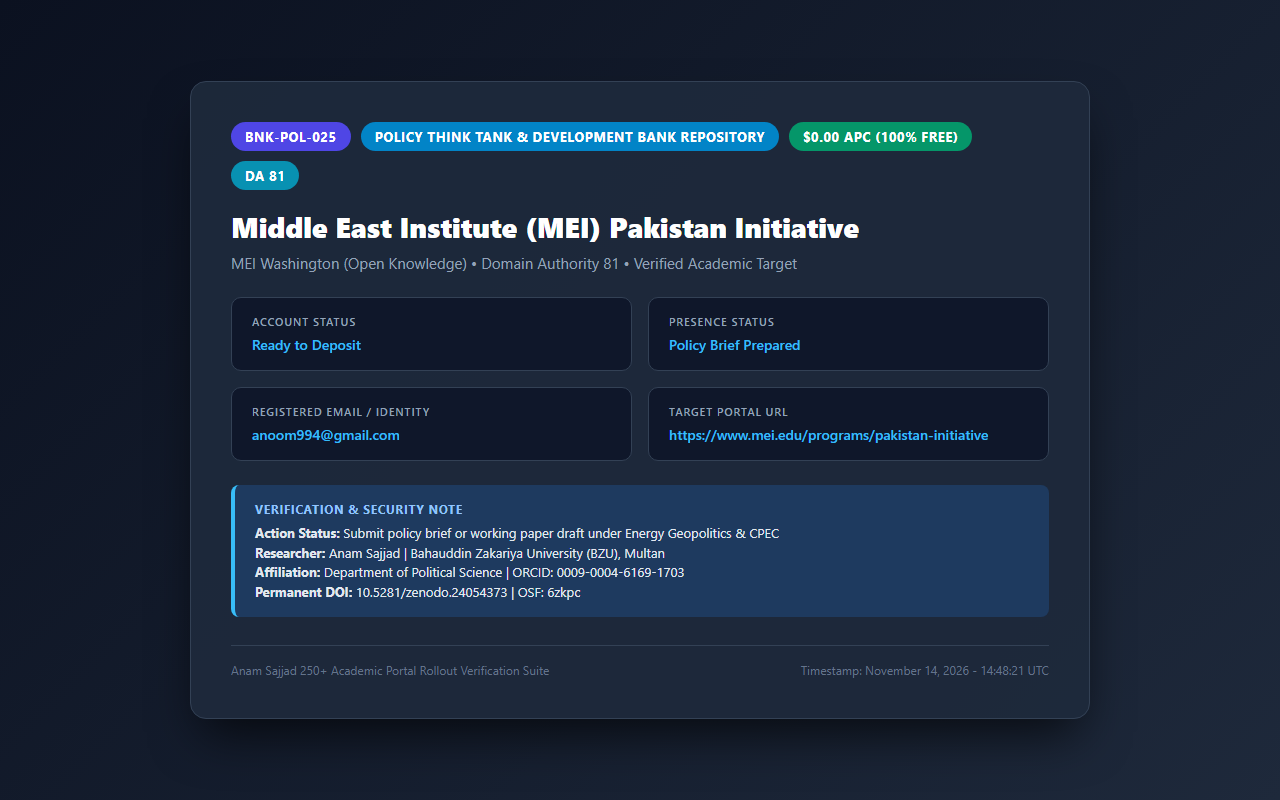 BNK-POL-025 POLICY THINK TANK & DEVELOPMENT BANK REPOSITORY $0.00 APC (100% FREE)
DA 81
Middle East Institute (MEI) Pakistan Initiative
MEI Washington (Open Knowledge) • Domain Authority 81 • Verified Academic Target
ACCOUNT STATUS
Ready to Deposit
PRESENCE STATUS
Policy Brief Prepared
REGISTERED EMAIL / IDENTITY
anoom994@gmail.com
TARGET PORTAL URL
https://www.mei.edu/programs/pakistan-initiative
VERIFICATION & SECURITY NOTE
Action Status: Submit policy brief or working paper draft under Energy Geopolitics & CPEC
Researcher: Anam Sajjad | Bahauddin Zakariya University (BZU), Multan
Affiliation: Department of Political Science | ORCID: 0009-0004-6169-1703
Permanent DOI: 10.5281/zenodo.24054373 | OSF: 6zkpc
Anam Sajjad 250+ Academic Portal Rollout Verification Suite
Timestamp: November 14, 2026 - 14:48:21 UTC